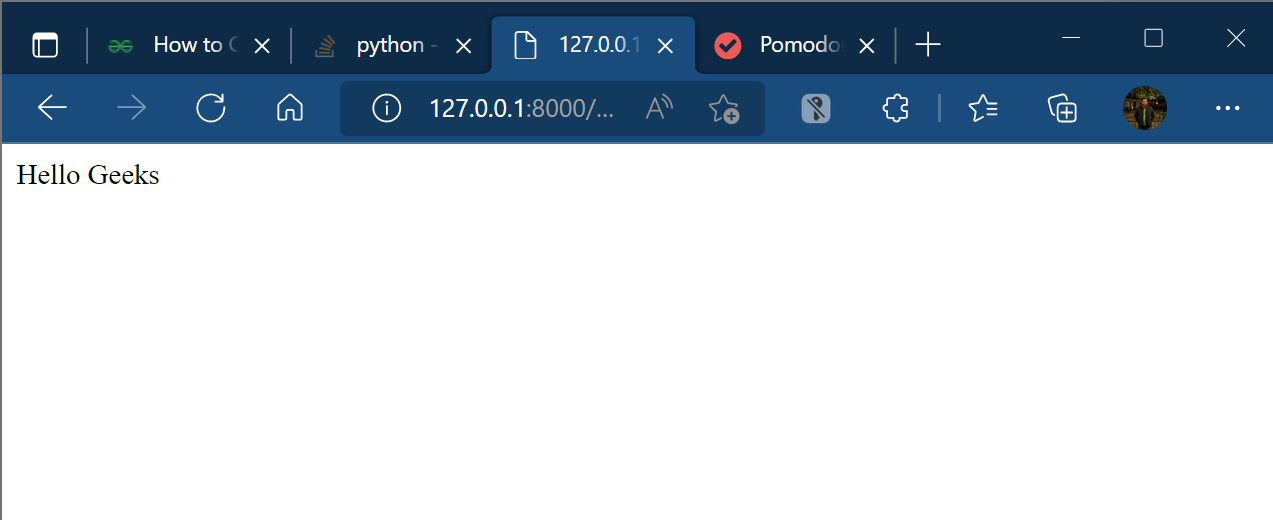 How to
python -
127.0.0.1
Pomodo
127.0.0.1:8000/...
Hello Geeks